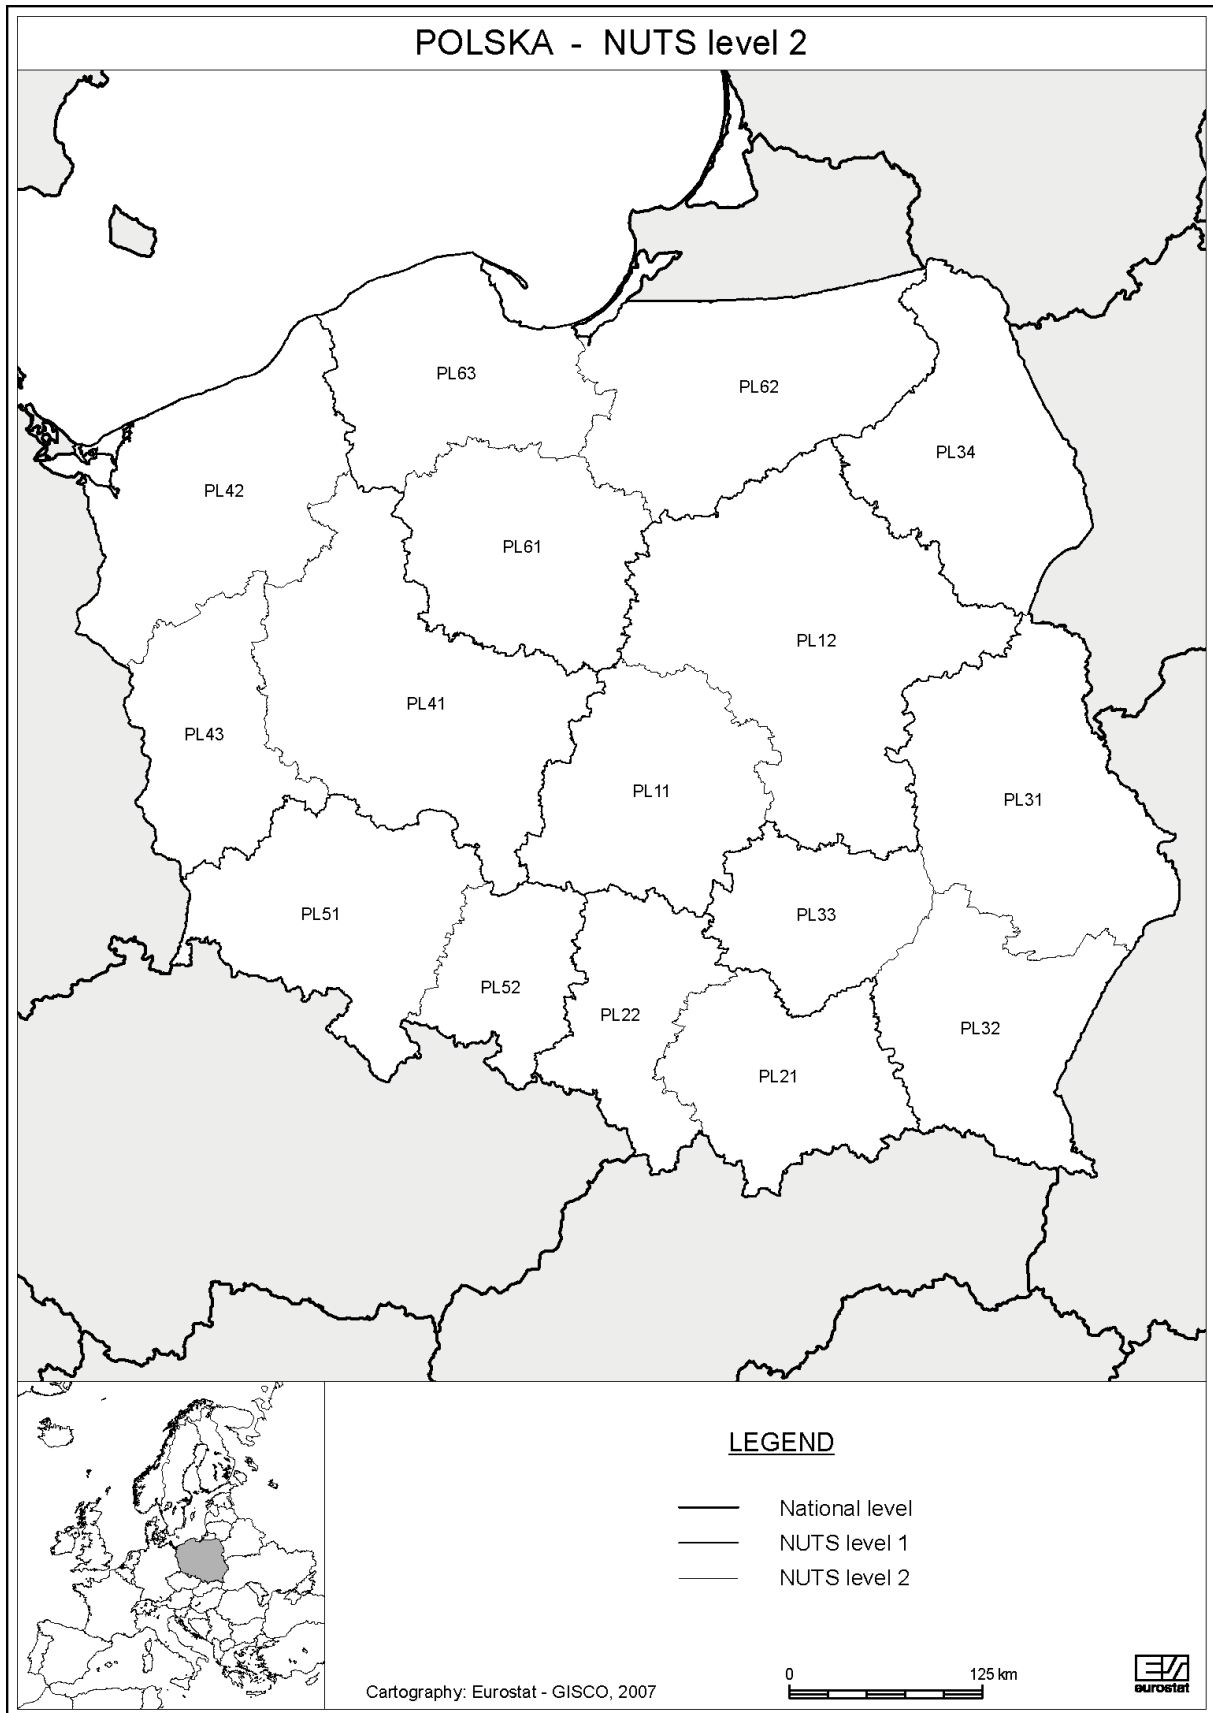 POLSKA - NUTS level 2
PL63
PL62
PL34
PL42
PL61
PL12
PL41
PL43
PL11
PL31
PL51
PL33
PL52
PL22
PL32
PL21
LEGEND
National level
NUTS level 1
NUTS level 2
0 125 km
Cartography: Eurostat - GISCO, 2007
eurostat